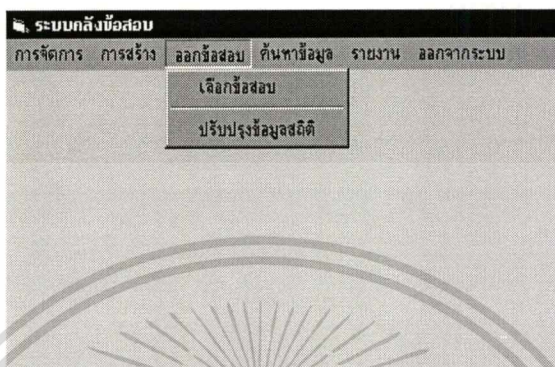 ระบบคลังข้อสอบ
การจัดการ การสร้าง ออกข้อสอบ ค้นหาข้อมูล รายงาน ออกจากระบบ
เลือกข้อสอบ
ปรับปรุงข้อมูลสถิติ